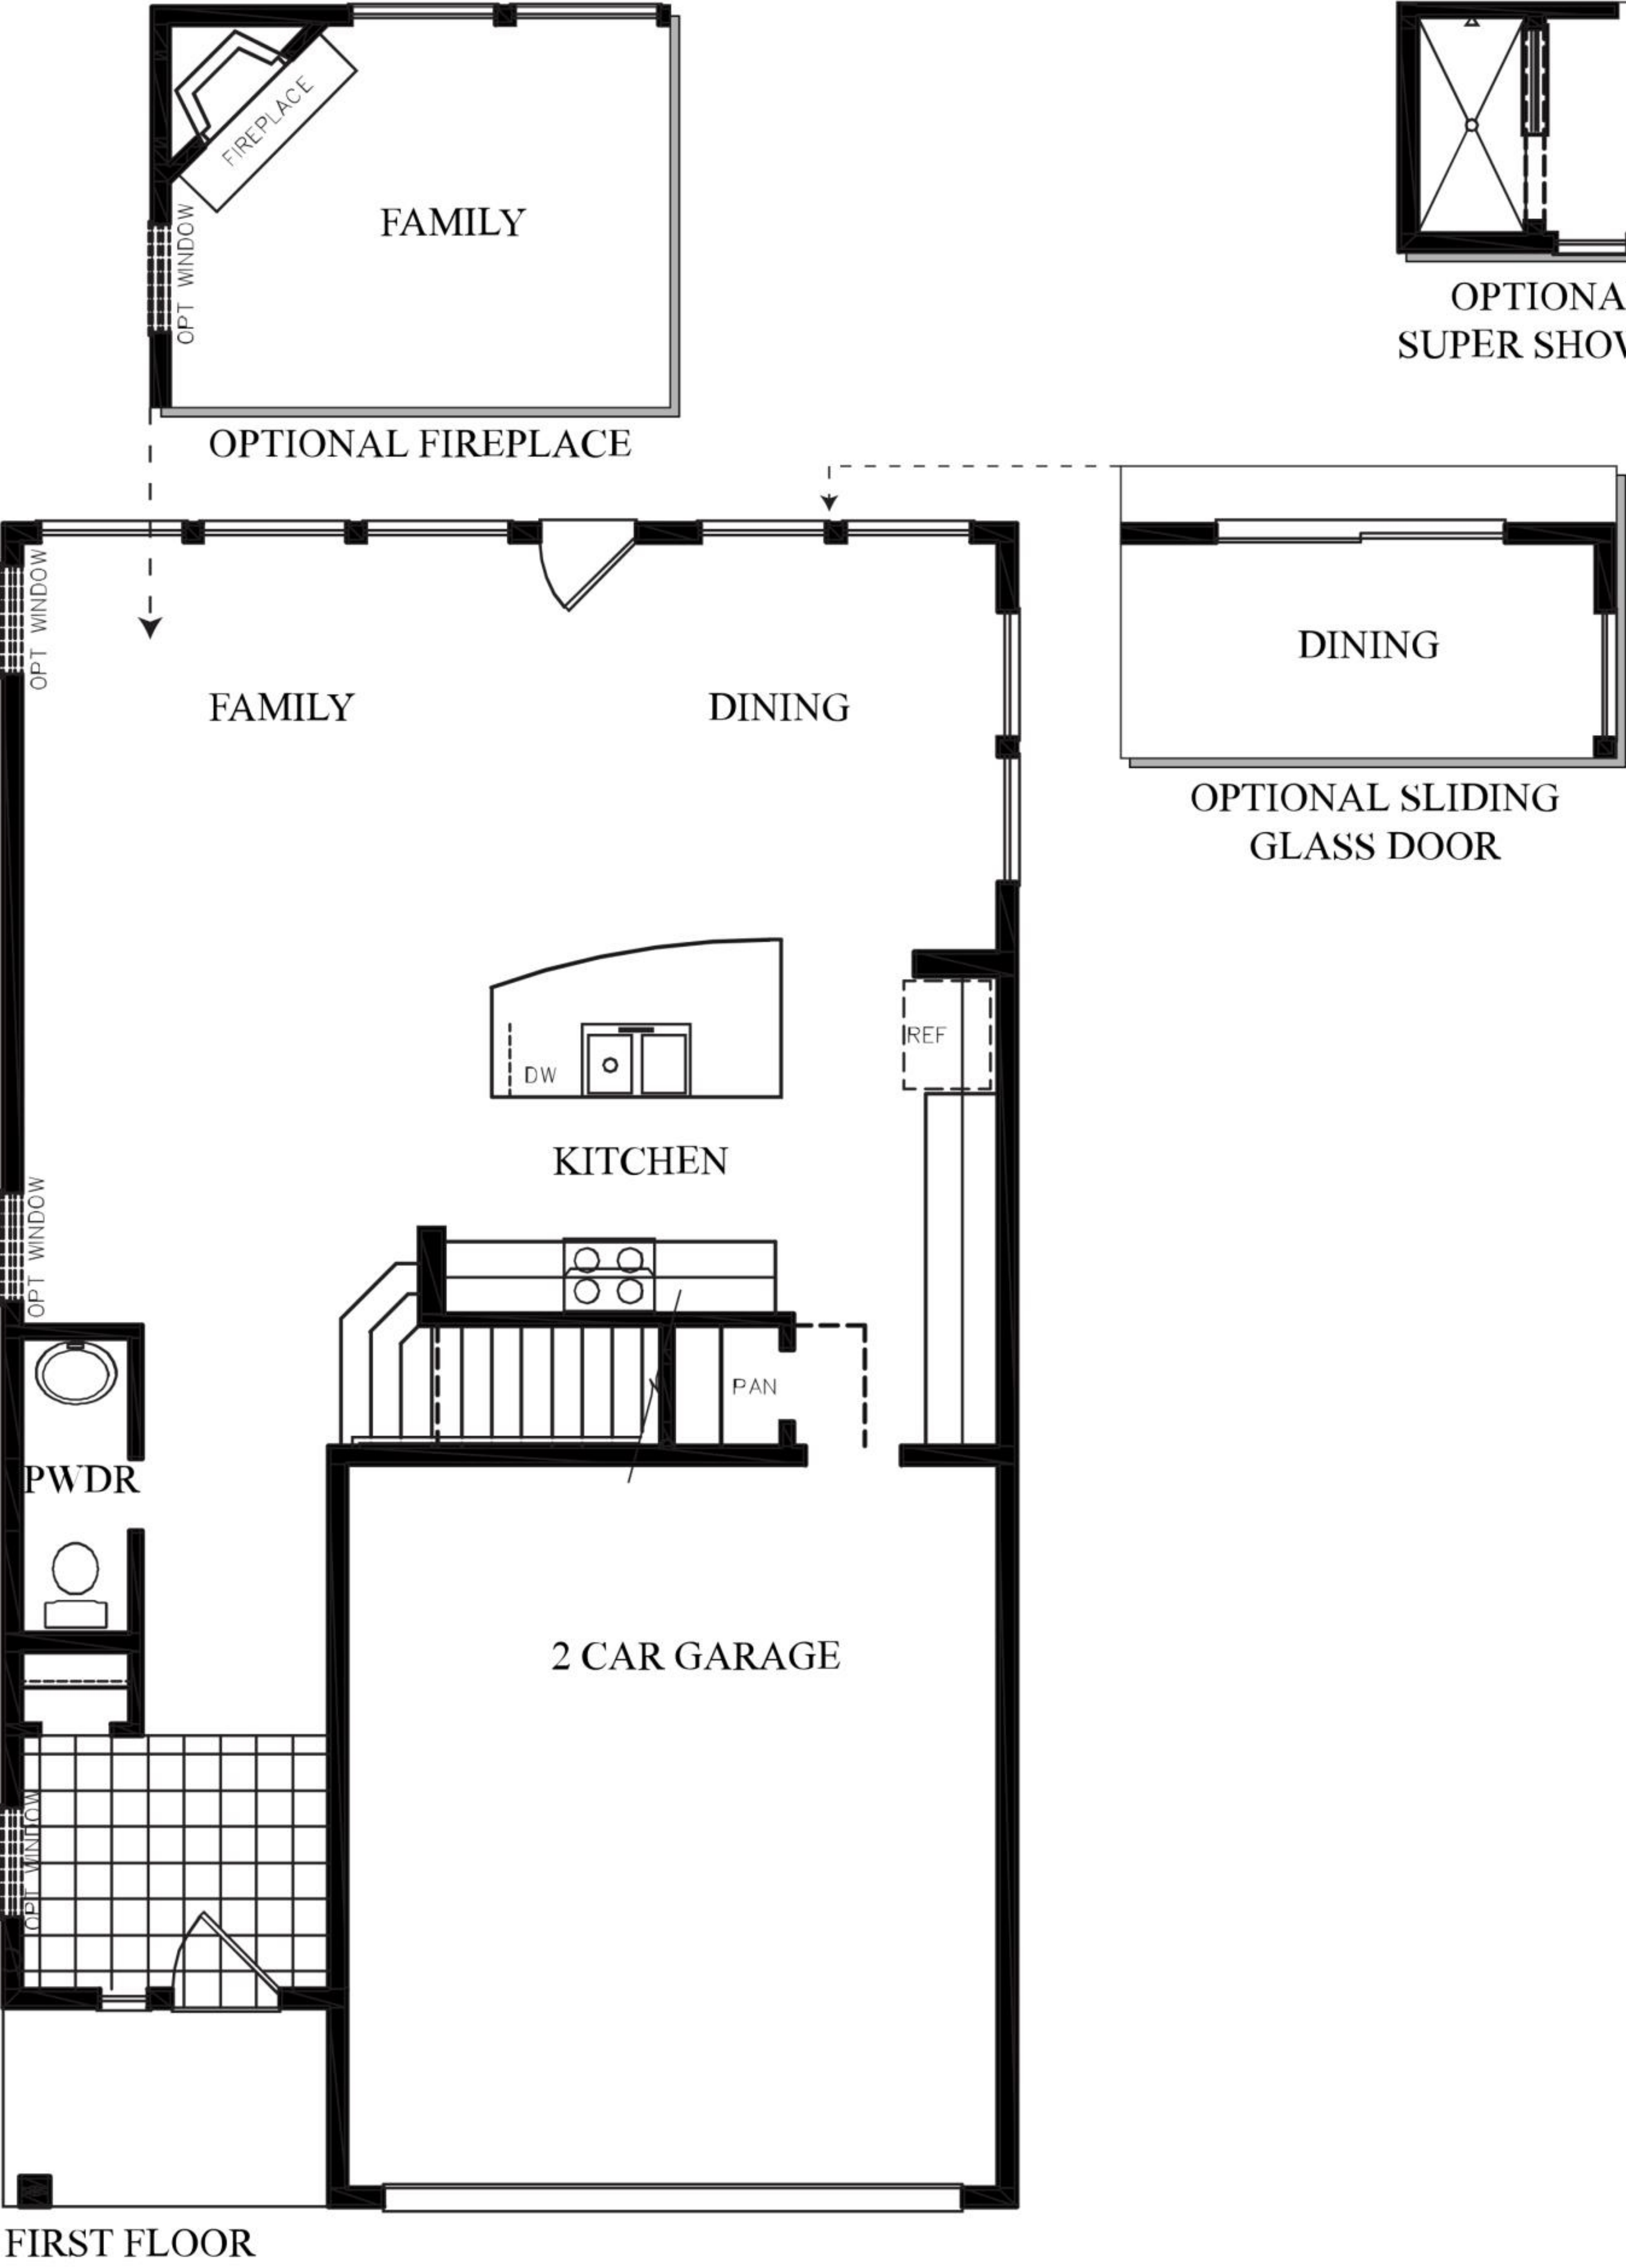 FIREPLACE
FAMILY
OPT WINDOW
OPTIONAL FIREPLACE
OPTIONA
SUPER SHOW
OPT WINDOW
FAMILY
DINING
DINING
OPTIONAL SLIDING
GLASS DOOR
REF
DW
KITCHEN
OPT WINDOW
PAN
PWDR
2 CAR GARAGE
OPT WINDOW
FIRST FLOOR